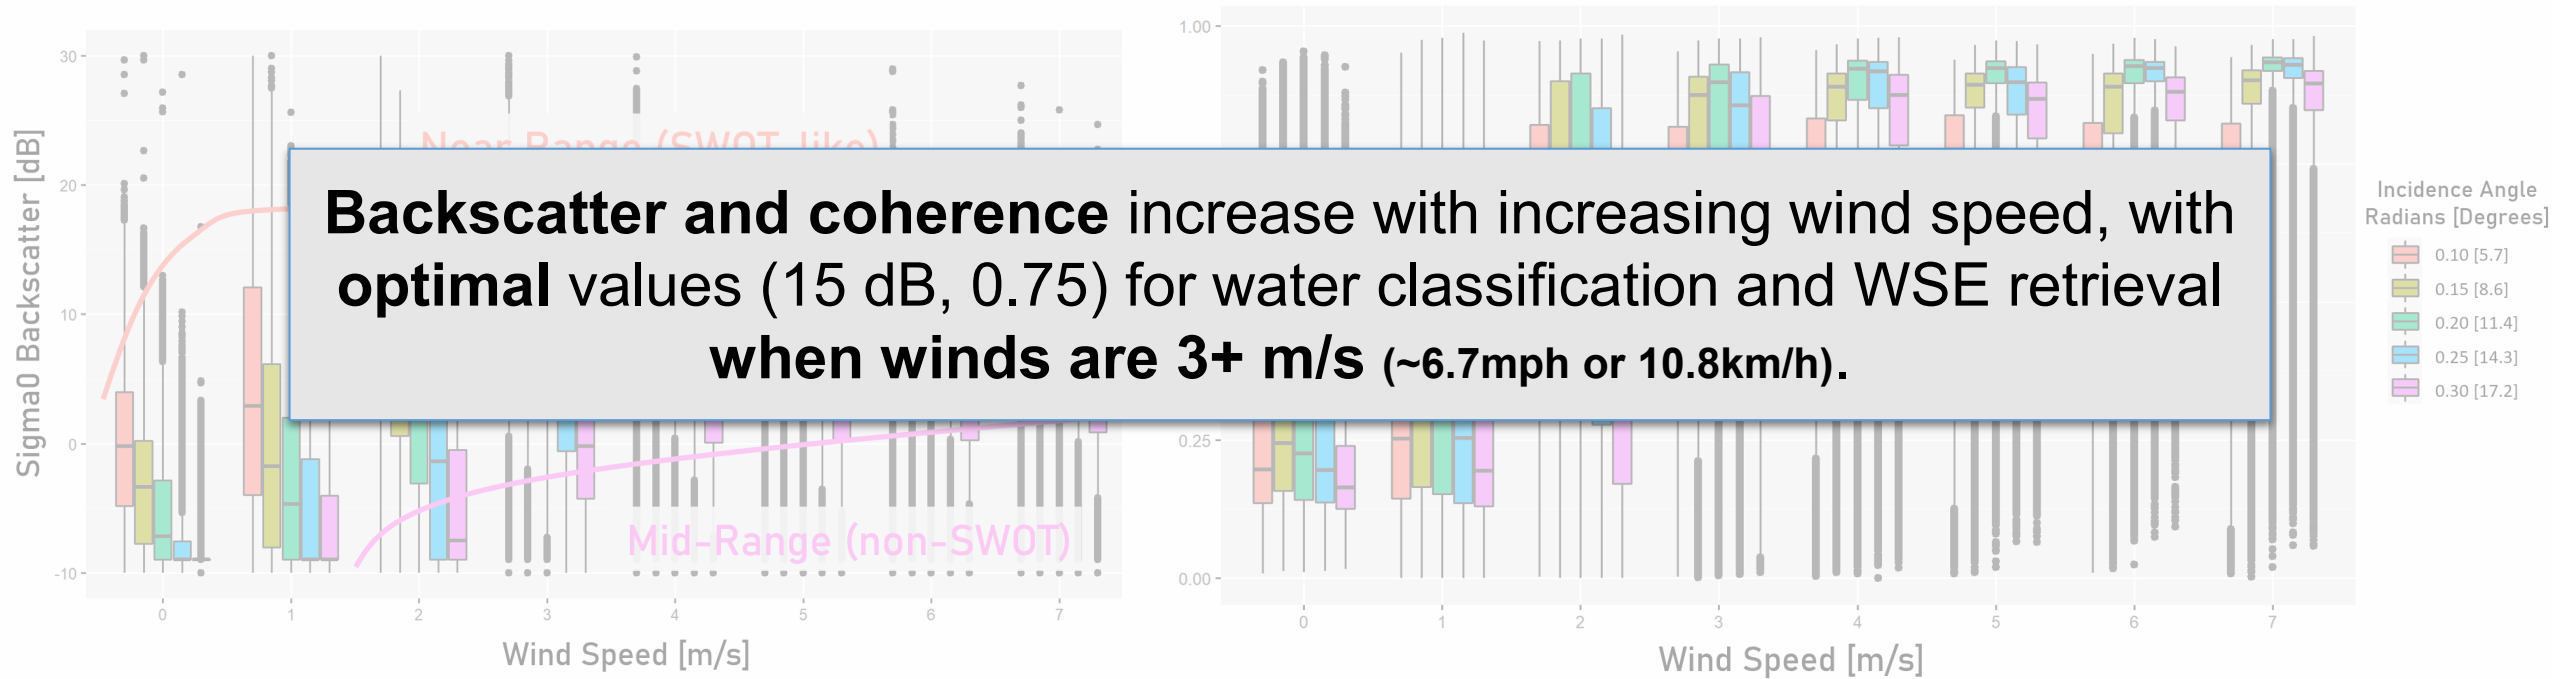 30
20
10
0
-10
Sigma0 Backscatter [dB]
Near Range (SWOT-like)
Mid-Range (non-SWOT)
0 1 2 3 4 5 6 7
Wind Speed [m/s]
Backscatter and coherence increase with increasing wind speed, with
optimal values (15 dB, 0.75) for water classification and WSE retrieval
when winds are 3+ m/s (~6.7mph or 10.8km/h).
1.00
0.25
0.00
0 1 2 3 4 5 6 7
Wind Speed [m/s]
Incidence Angle
Radians [Degrees]
0.10 [5.7]
0.15 [8.6]
0.20 [11.4]
0.25 [14.3]
0.30 [17.2]